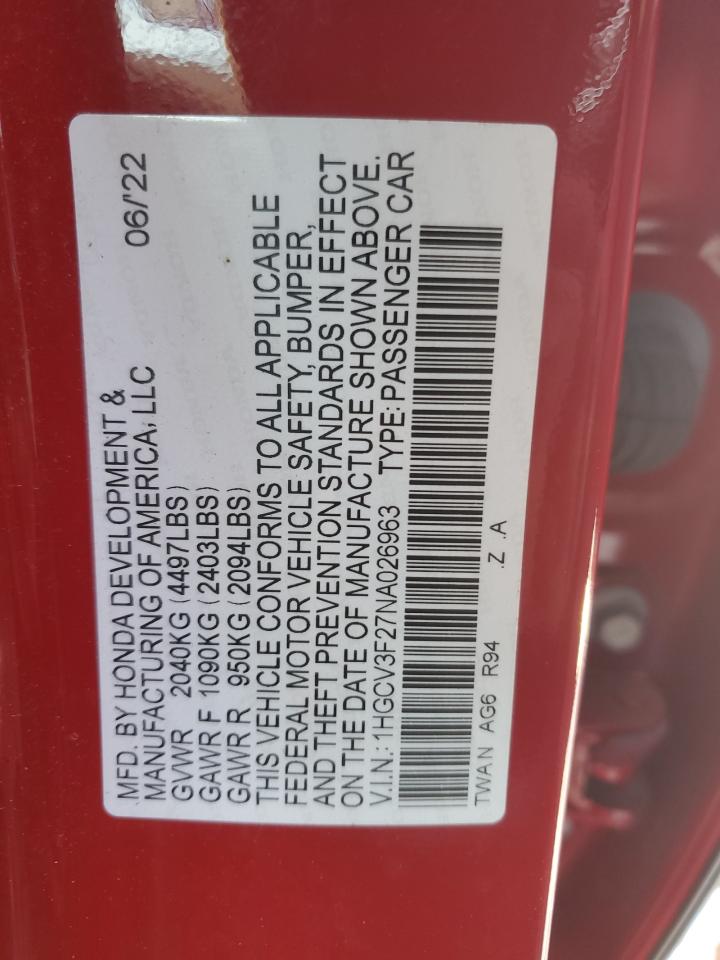 MFD. BY HONDA DEVELOPMENT &
MANUFACTURING OF AMERICA, LLC 06/'22
GVWR 2040KG (4497LBS)
GAWR F 1090KG (2403LBS)
GAWR R 950KG (2094LBS)
THIS VEHICLE CONFORMS TO ALL APPLICABLE
FEDERAL MOTOR VEHICLE SAFETY, BUMPER,
AND THEFT PREVENTION STANDARDS IN EFFECT
ON THE DATE OF MANUFACTURE SHOWN ABOVE.
V.I.N.: 1HGCV3F27NA026963 TYPE: PASSENGER CAR
TWAN AG6 R94 .Z .A